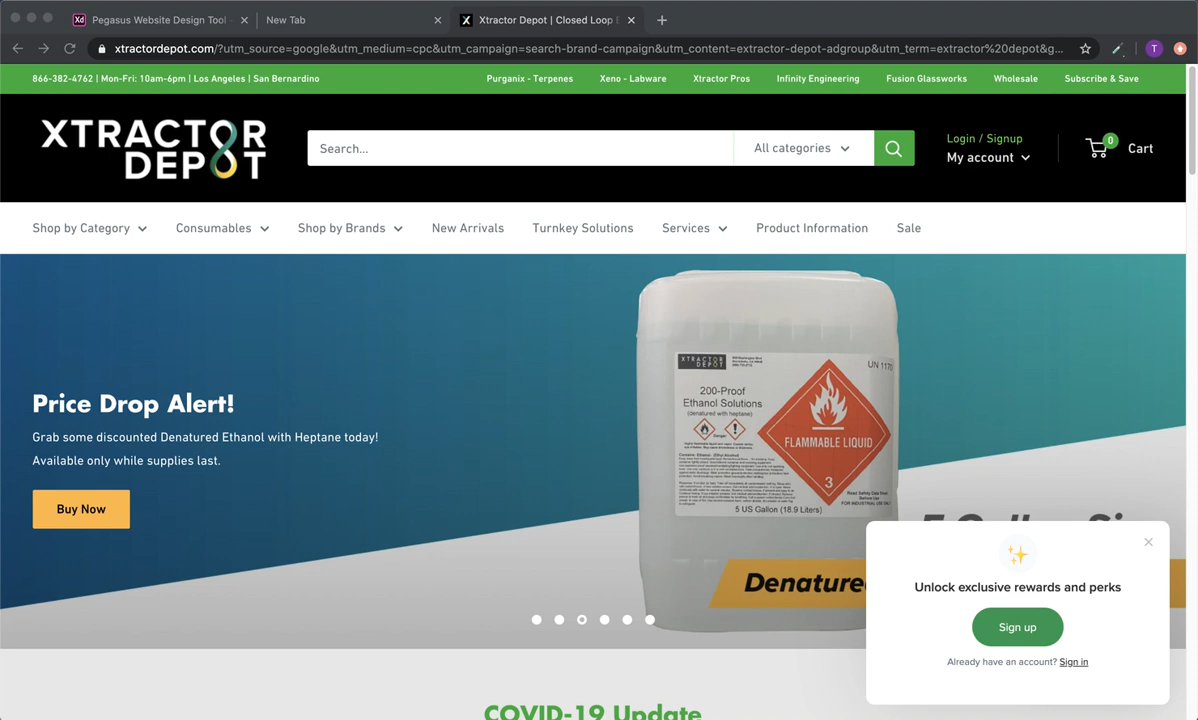 Pegasus Website Design Tool
New Tab
Xtractor Depot | Closed Loop E
xtractordepot.com/?utm_source=google&utm_medium=cpc&utm_campaign=search-brand-campaign&utm_content=extractor-depot-adgroup&utm_term=extractor%20depot&g...
T
866-382-4762 | Mon-Fri: 10am-6pm | Los Angeles | San Bernardino
Purganix - Terpenes
Xeno - Labware
Xtractor Pros
Infinity Engineering
Fusion Glassworks
Wholesale
Subscribe & Save
XTRACTOR
DEPOT
Search...
All categories
Login / Signup
My account
0
Cart
Shop by Category
Consumables
Shop by Brands
New Arrivals
Turnkey Solutions
Services
Product Information
Sale
Price Drop Alert!
Grab some discounted Denatured Ethanol with Heptane today!
Available only while supplies last.
Buy Now
XTRACTOR
DEPOT
UN 1170
200-Proof
Ethanol Solutions
(denatured with heptane)
Danger
FLAMMABLE LIQUID
3
5 US Gallon (18.9 Liters)
Denature
Unlock exclusive rewards and perks
Sign up
Already have an account? Sign in
COVID-19 Update